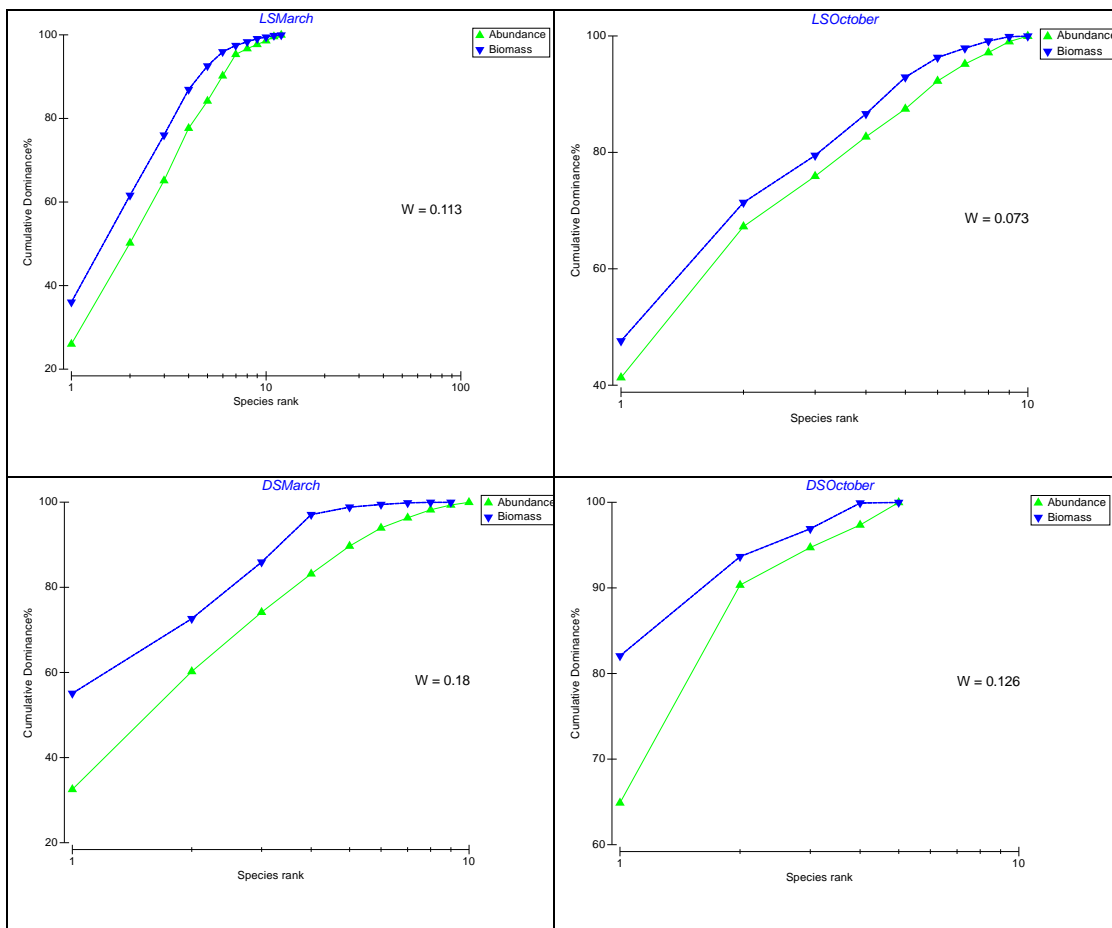 LSMarch
100
80
60
40
20
Cumulative Dominance%
Abundance
Biomass
W = 0.113
1
10
100
Species rank
LSOctober
100
80
60
40
Cumulative Dominance%
Abundance
Biomass
W = 0.073
1
10
Species rank
DSMarch
100
80
60
40
20
Cumulative Dominance%
Abundance
Biomass
W = 0.18
1
10
Species rank
DSOctober
100
90
80
70
60
Cumulative Dominance%
Abundance
Biomass
W = 0.126
1
10
Species rank